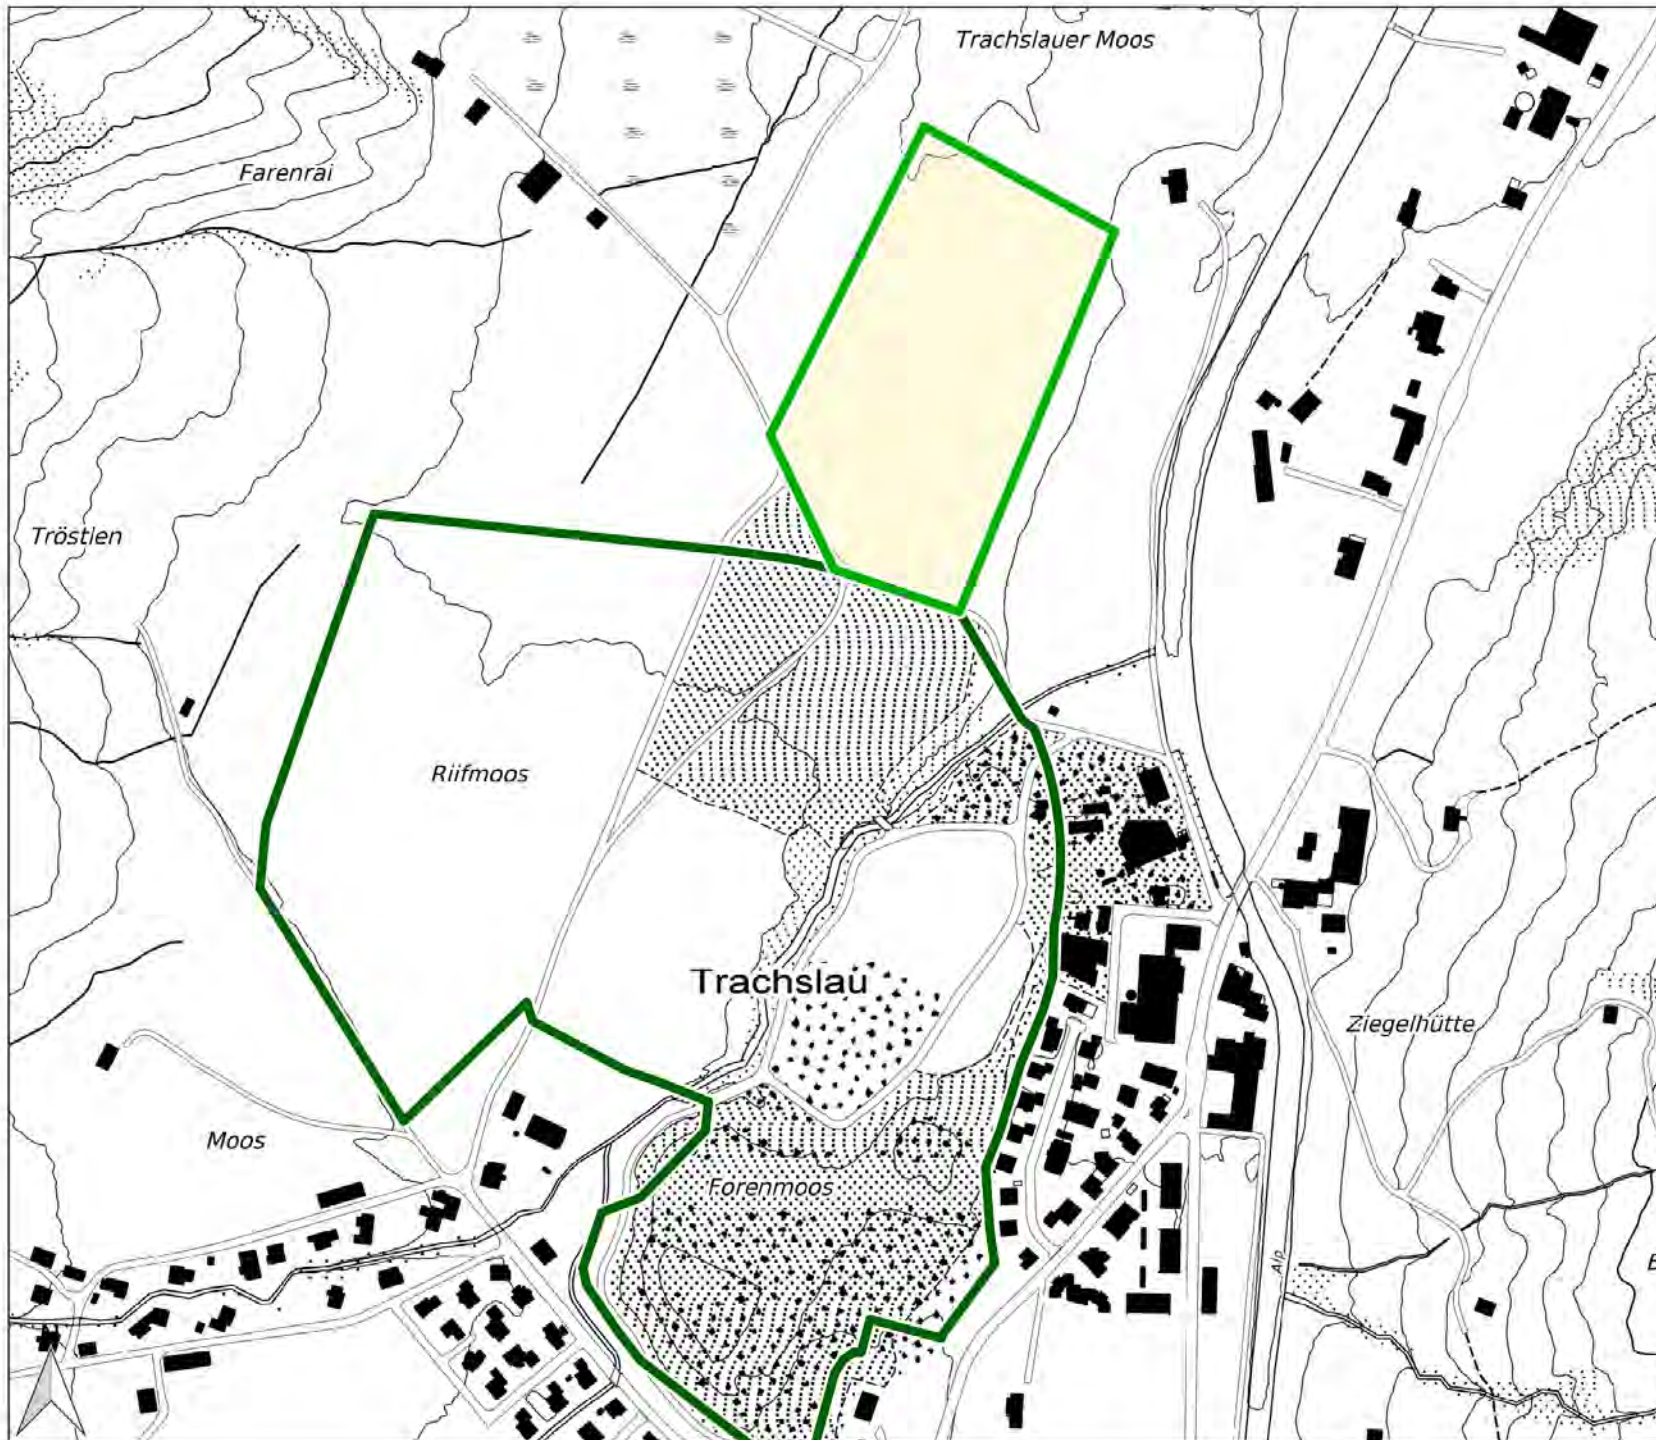 Trachslauer Moos
Farenrai
Tröstlen
Riifmoos
Trachslau
Ziegelhütte
Moos
Forenmoos
Alp